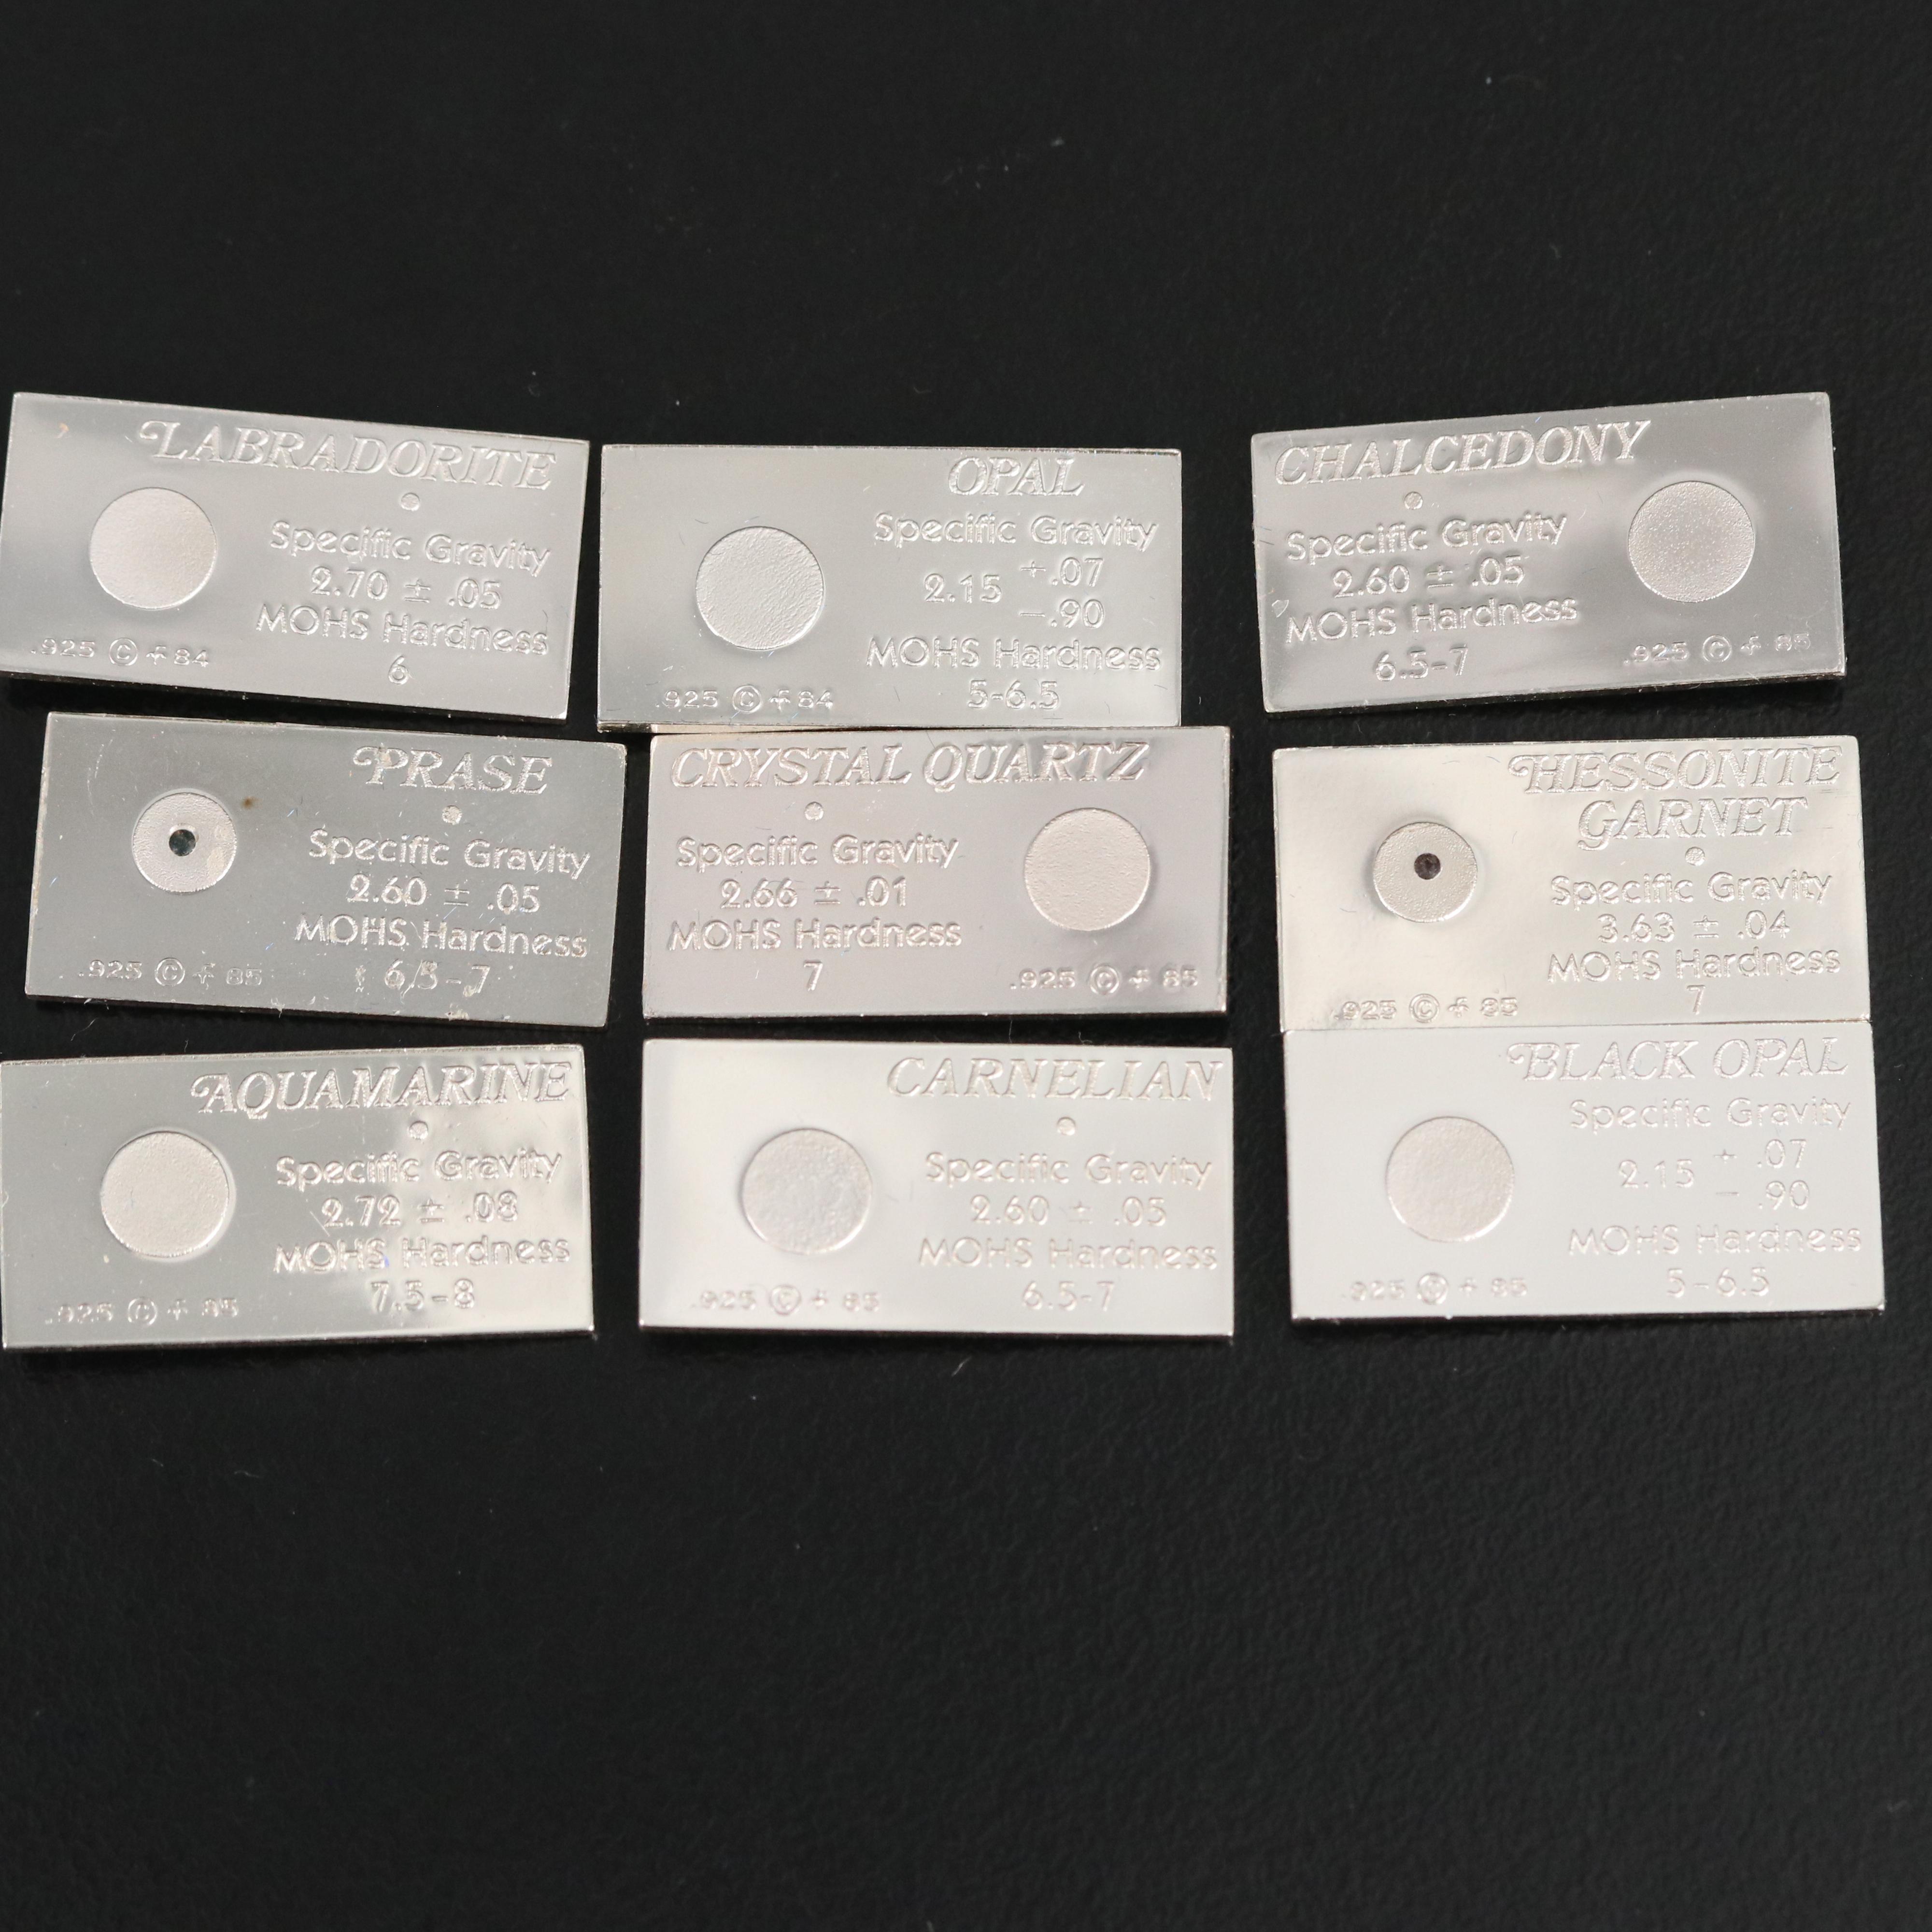 LABRADORITE
Specific Gravity
2.70 ± .05
MOHS Hardness
6
.925 © f 84
OPAL
Specific Gravity
2.15 +.07
-.90
MOHS Hardness
5-6.5
.925 © f 84
CHALCEDONY
Specific Gravity
2.60 ± .05
MOHS Hardness
6.5-7
.925 © f 85
PRASE
Specific Gravity
2.60 ± .05
MOHS Hardness
6.5-7
.925 © f 85
CRYSTAL QUARTZ
Specific Gravity
2.66 ± .01
MOHS Hardness
7
.925 © f 85
HESSONITE
GARNET
Specific Gravity
3.63 ± .04
MOHS Hardness
7
.925 © f 85
AQUAMARINE
Specific Gravity
2.72 ± .08
MOHS Hardness
7.5-8
.925 © f 85
CARNELIAN
Specific Gravity
2.60 ± .05
MOHS Hardness
6.5-7
.925 © f 85
BLACK OPAL
Specific Gravity
2.15 + .07
- .90
MOHS Hardness
5-6.5
.925 © f 85